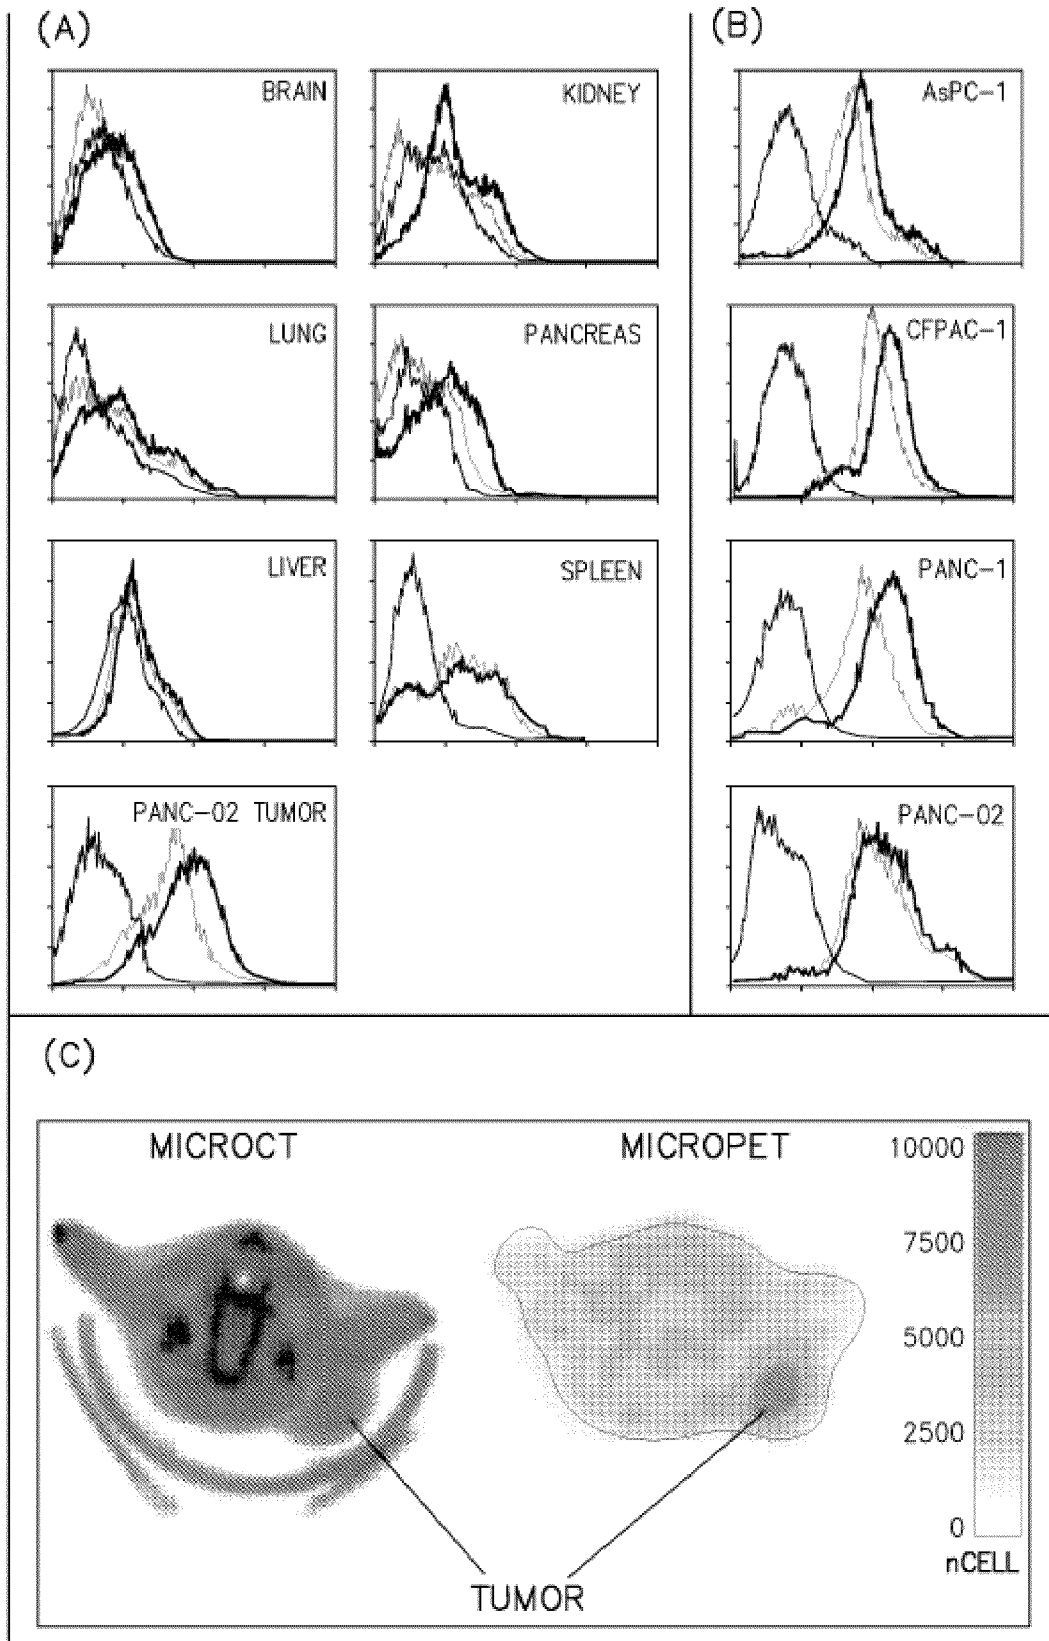 (A)
BRAIN
KIDNEY
LUNG
PANCREAS
LIVER
SPLEEN
PANC-02 TUMOR
(B)
AsPC-1
CFPAC-1
PANC-1
PANC-02
(C)
MICROCT
MICROPET
10000
7500
5000
2500
0
nCELL
TUMOR